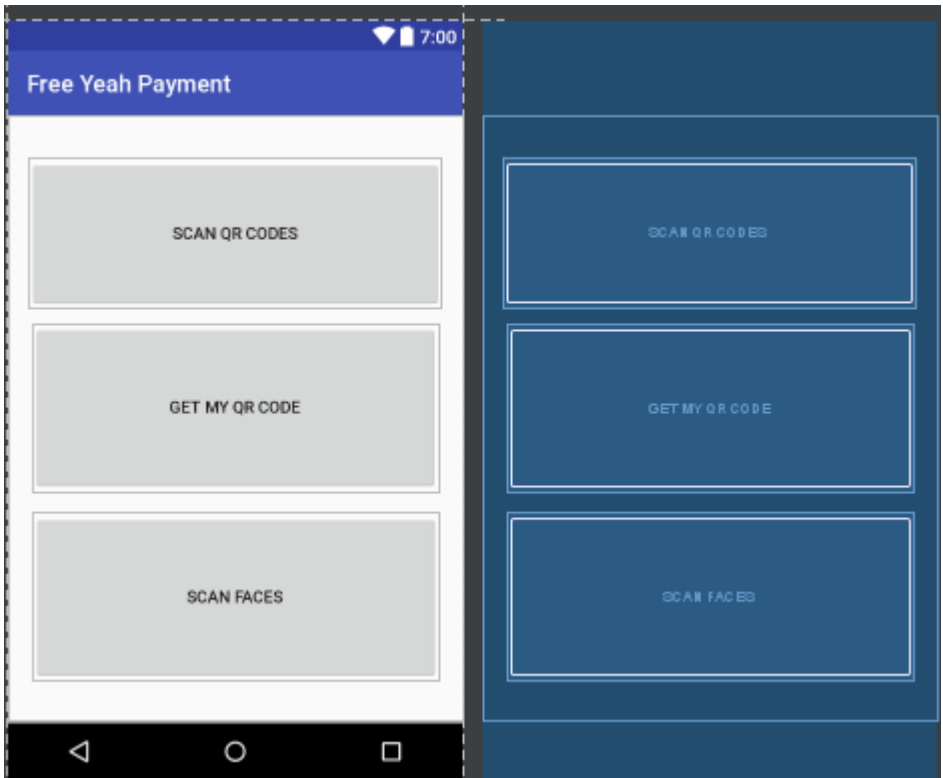 7:00
Free Yeah Payment
SCAN QR CODES
SCAN QR CODES
GET MY QR CODE
GET MY QR CODE
SCAN FACES
SCAN FACES